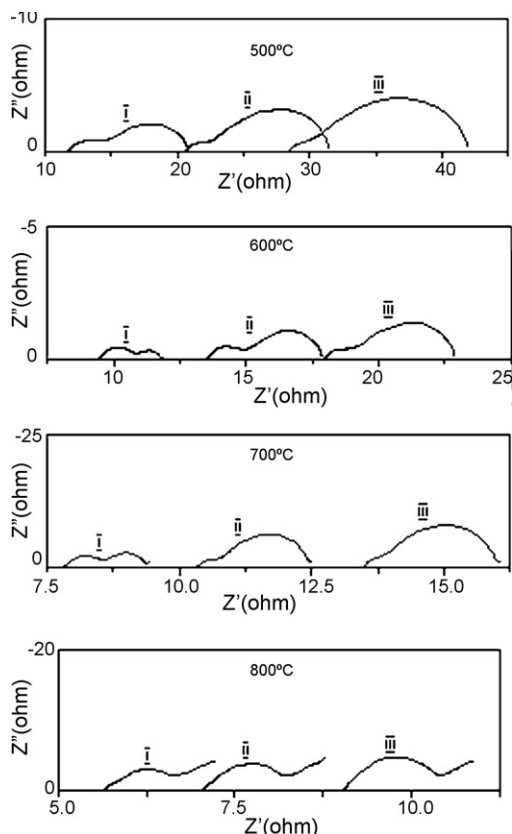 -10
500ºC
Z"(ohm)
i
ii
iii
0
10
20
30
40
Z'(ohm)
-5
600ºC
Z"(ohm)
i
ii
iii
0
10
15
20
25
Z'(ohm)
-25
700ºC
Z"(ohm)
i
ii
iii
0
7.5
10.0
12.5
15.0
Z'(ohm)
-20
800ºC
Z"(ohm)
i
ii
iii
0
5.0
7.5
10.0
Z'(ohm)